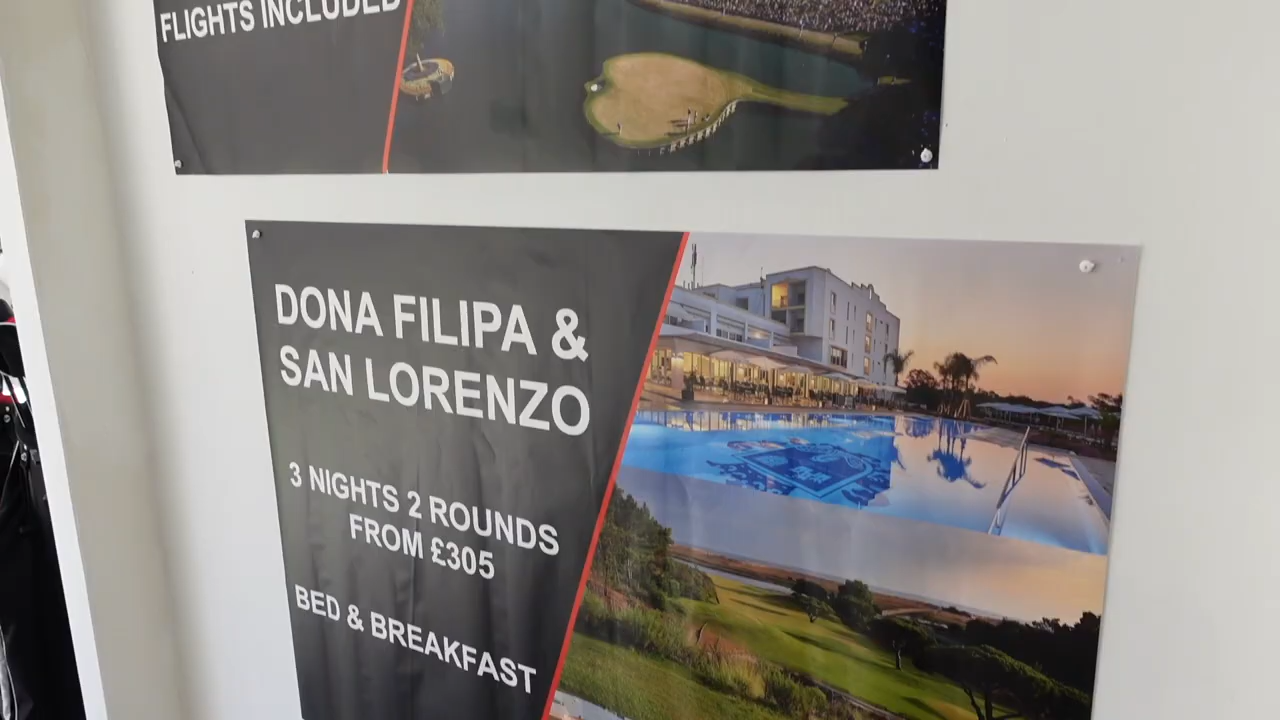 FLIGHTS INCLUDED
DONA FILIPA &
SAN LORENZO
3 NIGHTS 2 ROUNDS
FROM £305
BED & BREAKFAST